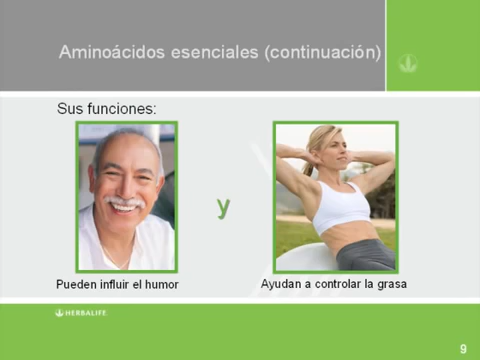 Aminoácidos esenciales (continuación)
Sus funciones:
y
Pueden influir el humor
Ayudan a controlar la grasa
HERBALIFE
9